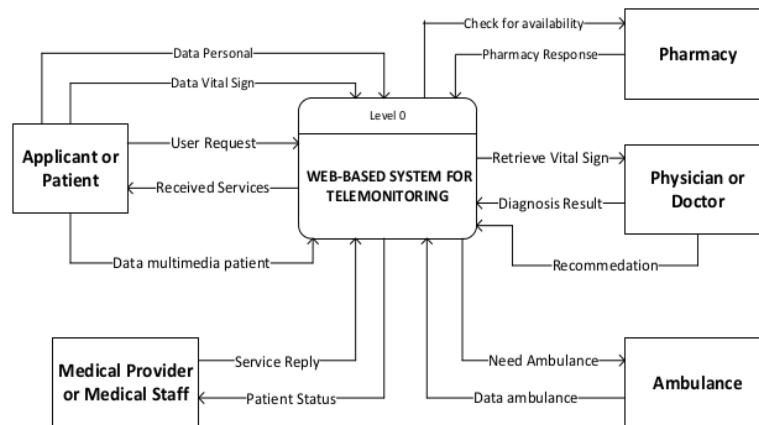 Data Personal
Check for availability
Pharmacy Response
Pharmacy
Data Vital Sign
Level 0
Applicant or
Patient
User Request
Received Services
WEB-BASED SYSTEM FOR
TELEMONITORING
Retrieve Vital Sign
Diagnosis Result
Physician or
Doctor
Data multimedia patient
Recommedation
Medical Provider
or Medical Staff
Service Reply
Patient Status
Need Ambulance
Data ambulance
Ambulance